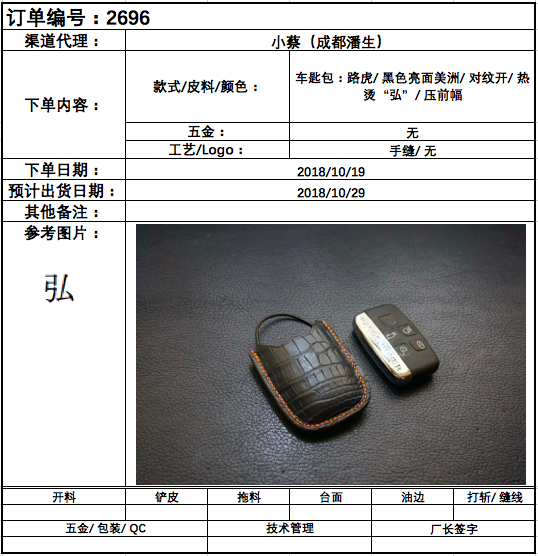 订单编号：2696
渠道代理： 小蔡（成都潘生）
下单内容： 款式/皮料/颜色： 车匙包：路虎/ 黑色亮面美洲/ 对纹开/ 热
烫“弘”/ 压前幅
五金： 无
工艺/Logo： 手缝/ 无
下单日期： 2018/10/19
预计出货日期： 2018/10/29
其他备注：
参考图片：
弘
开料 铲皮 拖料 台面 油边 打斩/ 缝线
五金/ 包装/ QC 技术管理 厂长签字